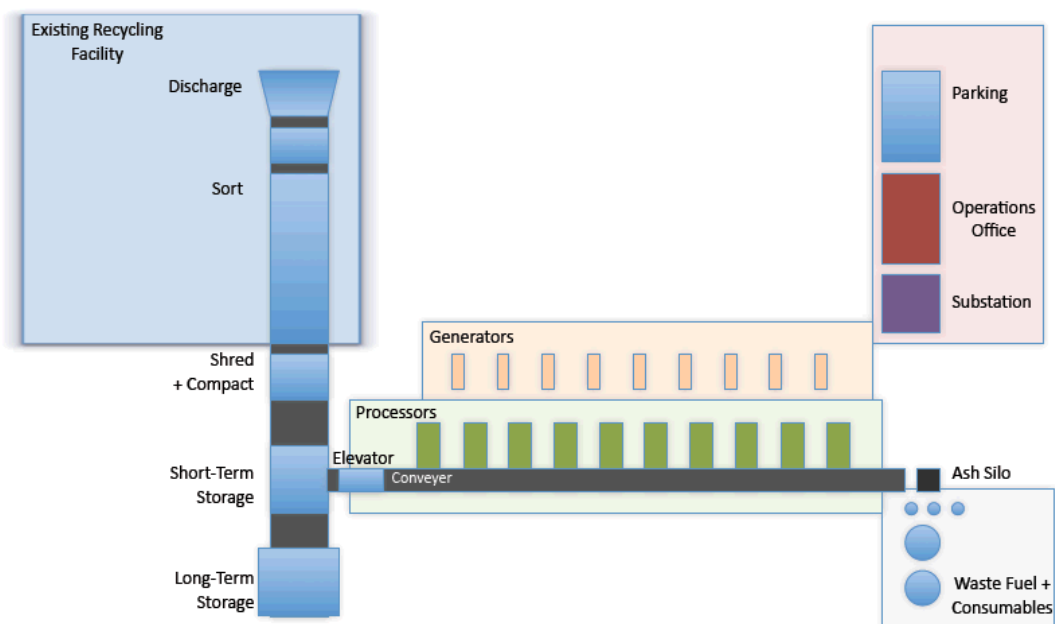 Existing Recycling
Facility
Discharge
Sort
Shred
+ Compact
Short-Term
Storage
Long-Term
Storage
Elevator
Conveyer
Processors
Generators
Parking
Operations
Office
Substation
Ash Silo
Waste Fuel +
Consumables